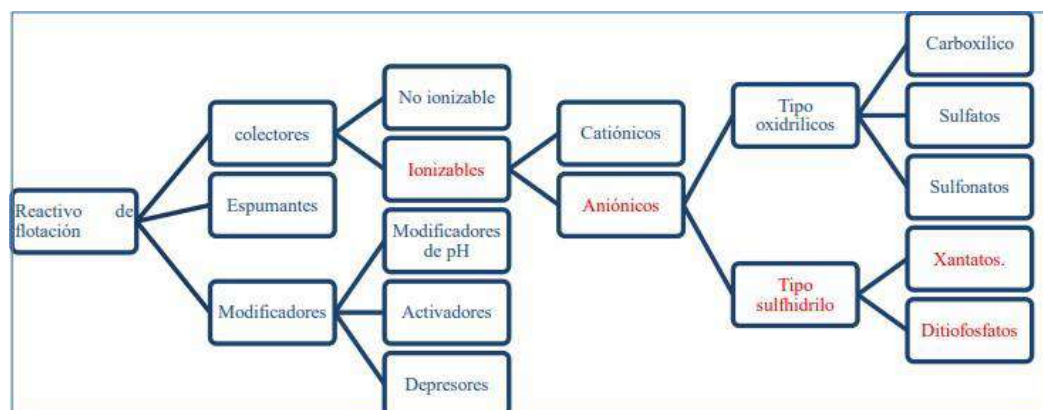 Reactivo de
flotación
colectores
Espumantes
Modificadores
No ionizable
Ionizables
Modificadores
de pH
Activadores
Depresores
Catiónicos
Aniónicos
Tipo
oxidrilicos
Tipo
sulfhidrilo
Carboxilico
Sulfatos
Sulfonatos
Xantatos.
Ditiofosfatos